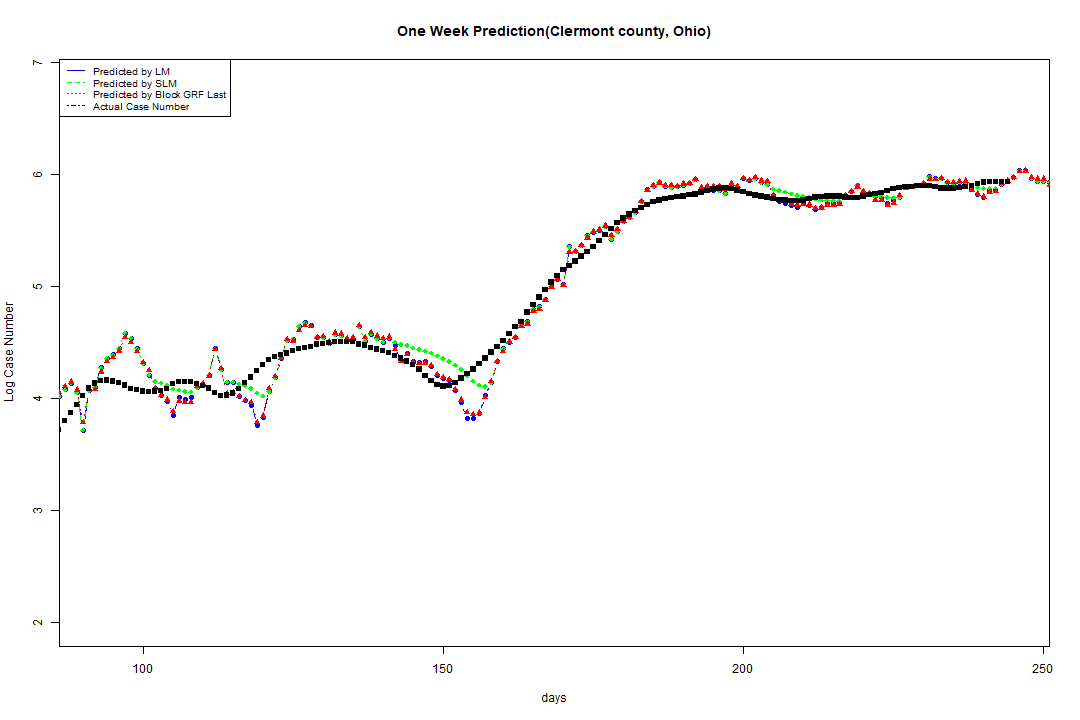 One Week Prediction(Clermont county, Ohio)
7
Predicted by LM
Predicted by SLM
Predicted by Block GRF Last
Actual Case Number
6
5
4
3
2
Log Case Number
100 150 200 250
days